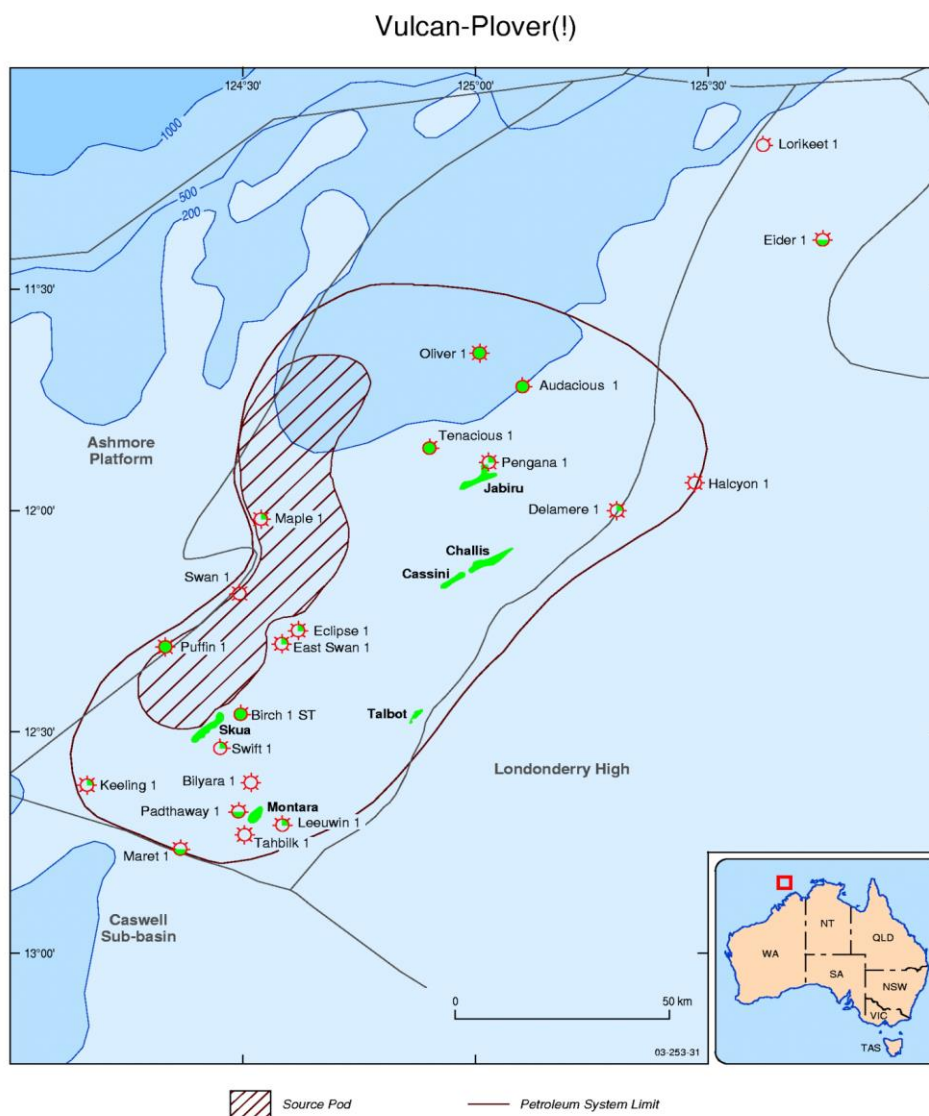 Vulcan-Plover(!)
124°30'
125°00'
125°30'
1000
500
200
Lorikeet 1
Eider 1
11°30'
Oliver 1
Audacious 1
Ashmore
Platform
Tenacious 1
Pengana 1
Jabiru
Halcyon 1
12°00'
Maple 1
Delamere 1
Challis
Cassini
Swan 1
Eclipse 1
East Swan 1
Puffin 1
Birch 1 ST
Talbot
12°30'
Skua
Swift 1
Londonderry High
Keeling 1
Bilyara 1
Padthaway 1
Montara
Leeuwin 1
Tahbilk 1
Maret 1
Caswell
Sub-basin
13°00'
WA
NT
QLD
SA
NSW
VIC
TAS
0
50 km
03-253-31
Source Pod
Petroleum System Limit